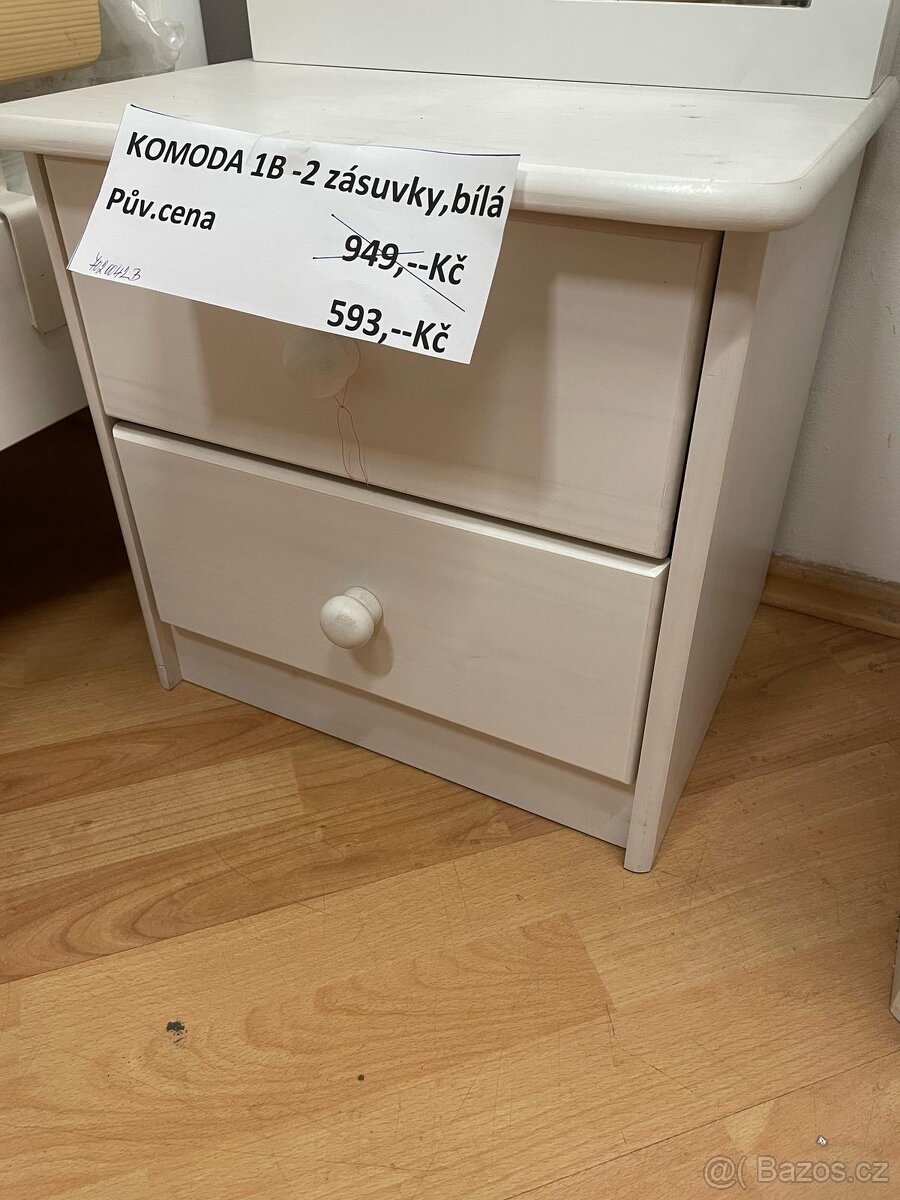 KOMODA 1B -2 zásuvky,bílá
Pův.cena
949,--Kč
593,--Kč
@( Bazos.cz